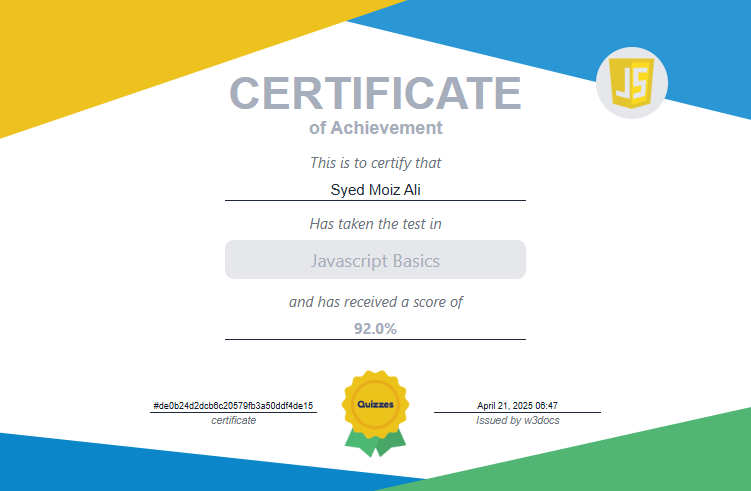 CERTIFICATE
JS
of Achievement
This is to certify that
Syed Moiz Ali
Has taken the test in
Javascript Basics
and has received a score of
92.0%
#de0b24d2dcb6c20579fb3a50ddf4de15
certificate
Quizzes
April 21, 2025 06:47
Issued by w3docs